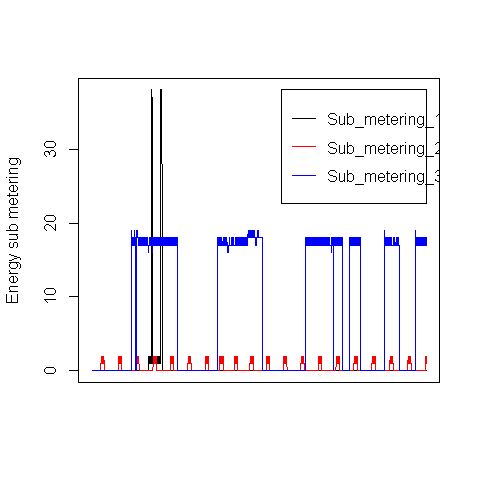 Energy sub metering
30
20
10
0
Sub_metering_1
Sub_metering_2
Sub_metering_3